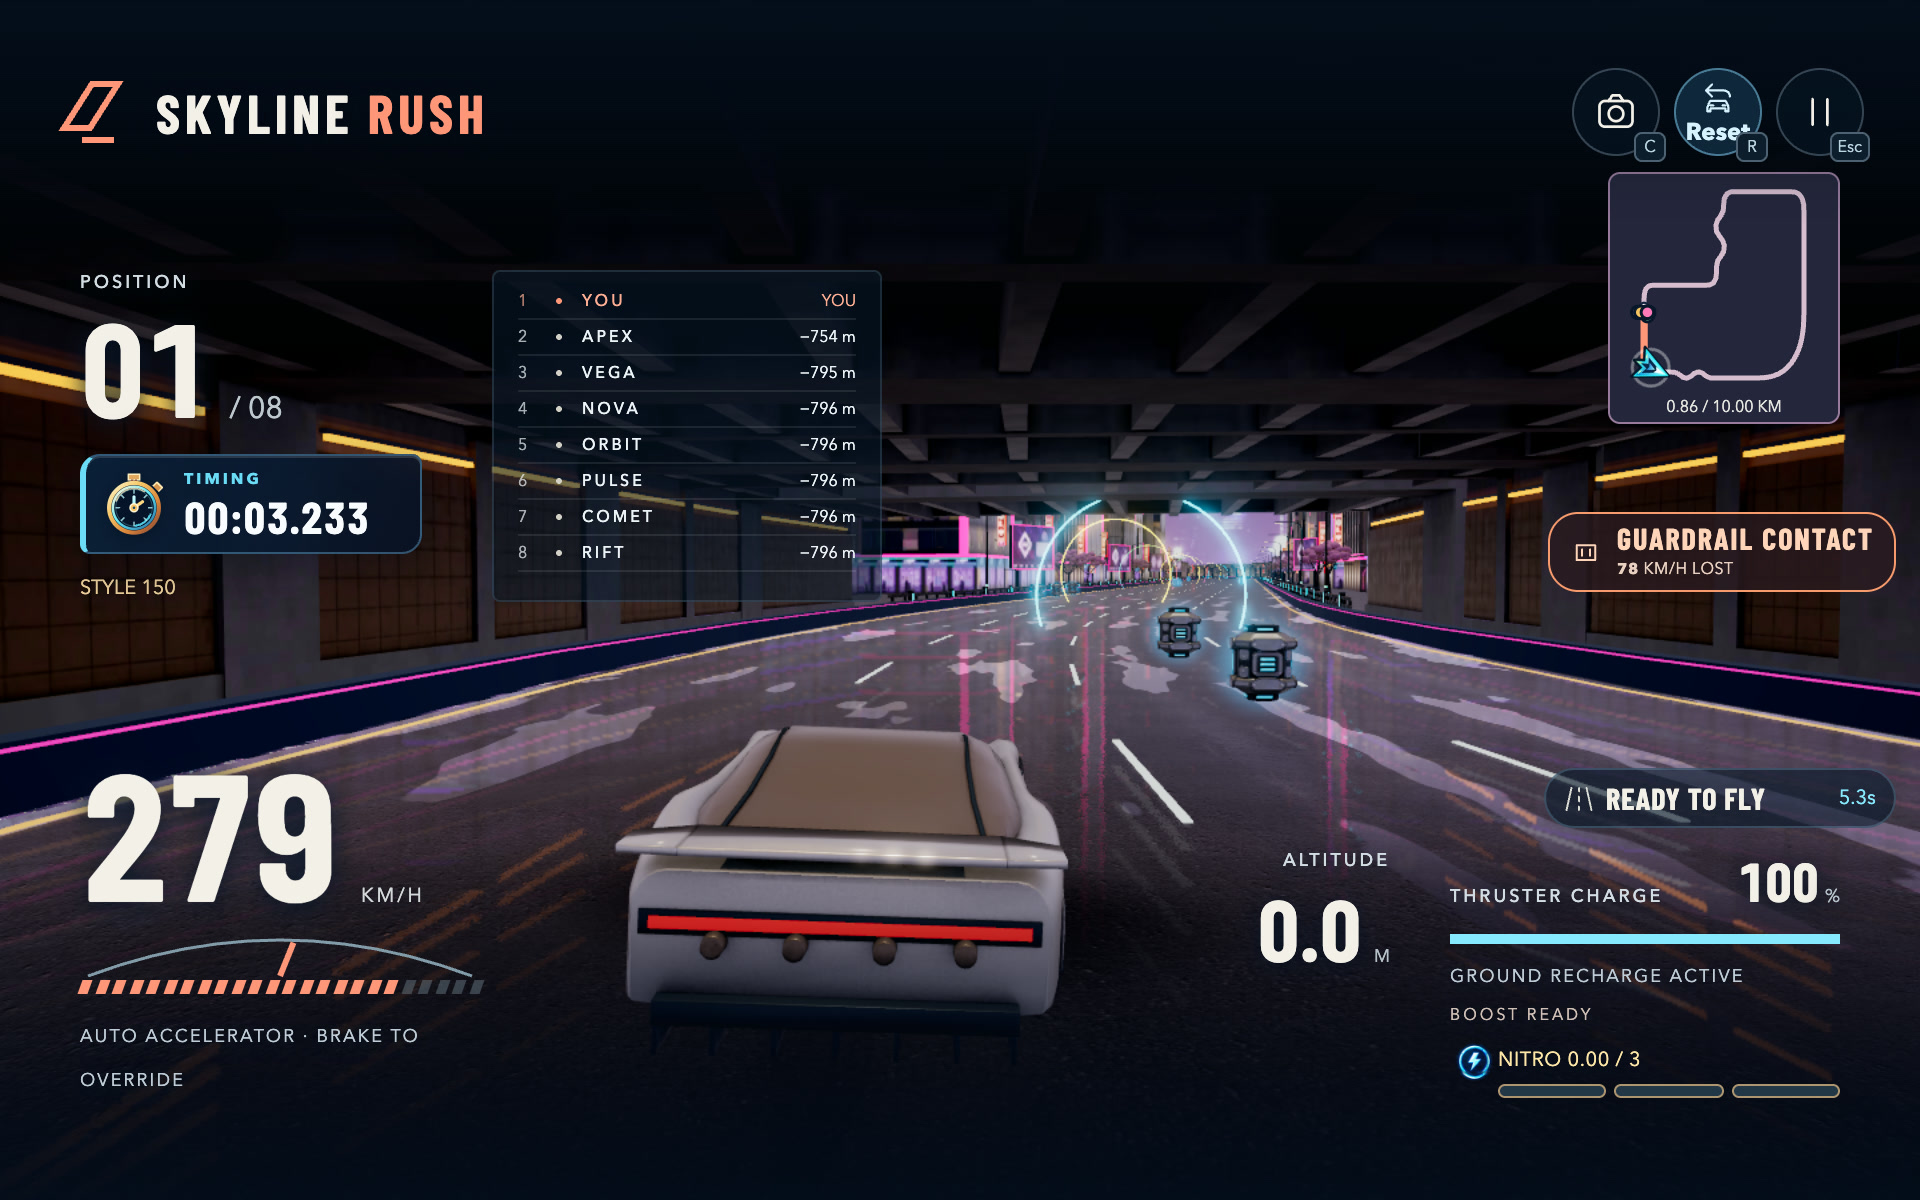 SKYLINE RUSH
C
Reset
R
Esc
0.86 / 10.00 KM
POSITION
01 / 08
TIMING
00:03.233
STYLE 150
1 • YOU YOU
2 • APEX −754 m
3 • VEGA −795 m
4 • NOVA −796 m
5 • ORBIT −796 m
6 • PULSE −796 m
7 • COMET −796 m
8 • RIFT −796 m
GUARDRAIL CONTACT
78 KM/H LOST
READY TO FLY 5.3s
279 KM/H
AUTO ACCELERATOR · BRAKE TO
OVERRIDE
ALTITUDE
0.0 M
THRUSTER CHARGE 100 %
GROUND RECHARGE ACTIVE
BOOST READY
NITRO 0.00 / 3